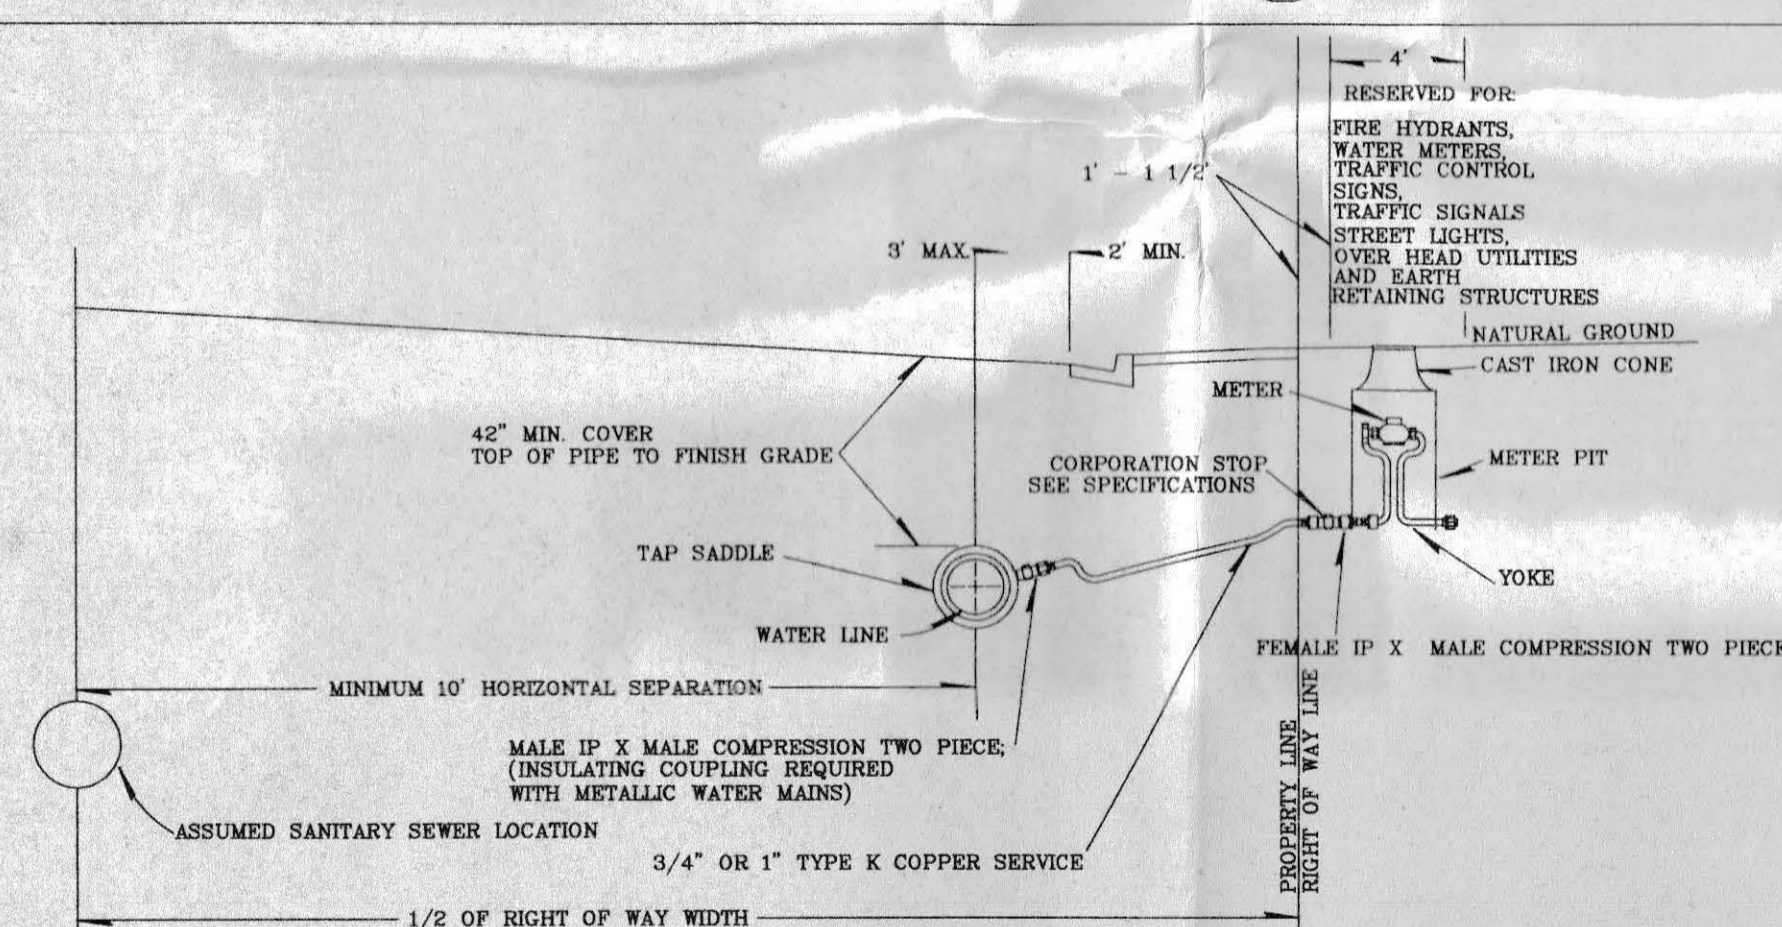 4'
RESERVED FOR:
FIRE HYDRANTS,
WATER METERS,
TRAFFIC CONTROL
SIGNS,
TRAFFIC SIGNALS
STREET LIGHTS,
OVER HEAD UTILITIES
AND EARTH
RETAINING STRUCTURES
1' - 1 1/2'
3' MAX.
2' MIN.
NATURAL GROUND
CAST IRON CONE
METER
42" MIN. COVER
TOP OF PIPE TO FINISH GRADE
CORPORATION STOP
SEE SPECIFICATIONS
METER PIT
TAP SADDLE
YOKE
WATER LINE
FEMALE IP X MALE COMPRESSION TWO PIECE
MINIMUM 10' HORIZONTAL SEPARATION
MALE IP X MALE COMPRESSION TWO PIECE;
(INSULATING COUPLING REQUIRED
WITH METALLIC WATER MAINS)
PROPERTY LINE
RIGHT OF WAY LINE
ASSUMED SANITARY SEWER LOCATION
3/4" OR 1" TYPE K COPPER SERVICE
1/2 OF RIGHT OF WAY WIDTH